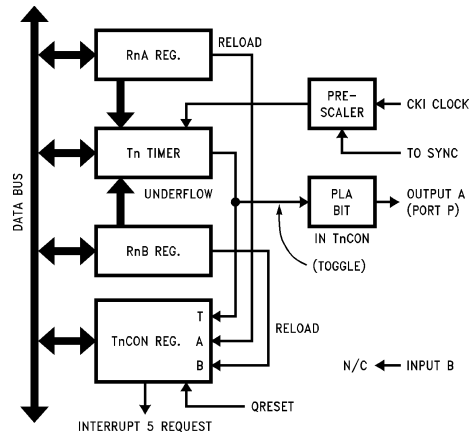 RnA REG.
RELOAD
PRE-
SCALER
CKI CLOCK
Tn TIMER
TO SYNC
UNDERFLOW
PLA
BIT
OUTPUT A
(PORT P)
DATA BUS
IN TnCON
RnB REG.
(TOGGLE)
T
TnCON REG.
A
RELOAD
B
N/C
INPUT B
QRESET
INTERRUPT 5 REQUEST